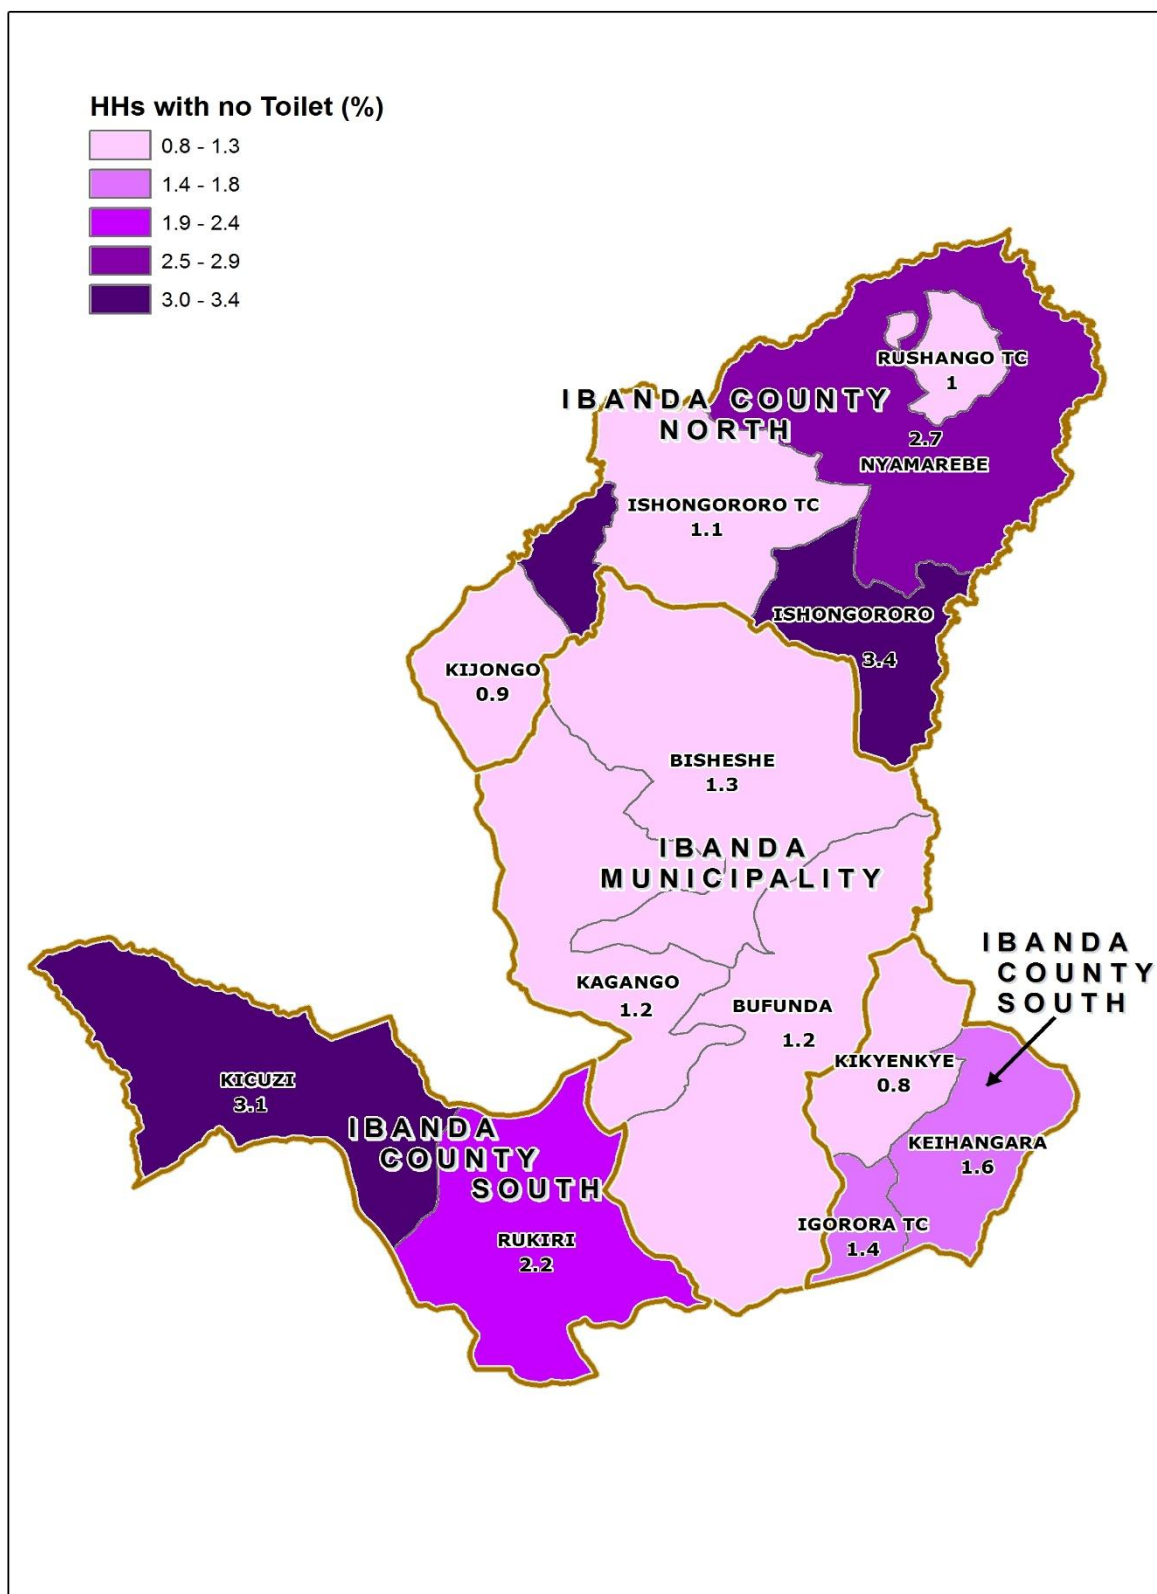 HHs with no Toilet (%)
0.8 - 1.3
1.4 - 1.8
1.9 - 2.4
2.5 - 2.9
3.0 - 3.4
RUSHANGO TC
1
IBANDA COUNTY
NORTH
2.7
NYAMAREBE
ISHONGORORO TC
1.1
ISHONGORORO
3.4
KIJONGO
0.9
BISHESHE
1.3
IBANDA
MUNICIPALITY
IBANDA
COUNTY
SOUTH
KAGANGO
1.2
BUFUNDA
1.2
KIKYENKYE
0.8
KICUZI
3.1
IBANDA
COUNTY
SOUTH
KEIHANGARA
1.6
IGORORA TC
1.4
RUKIRI
2.2